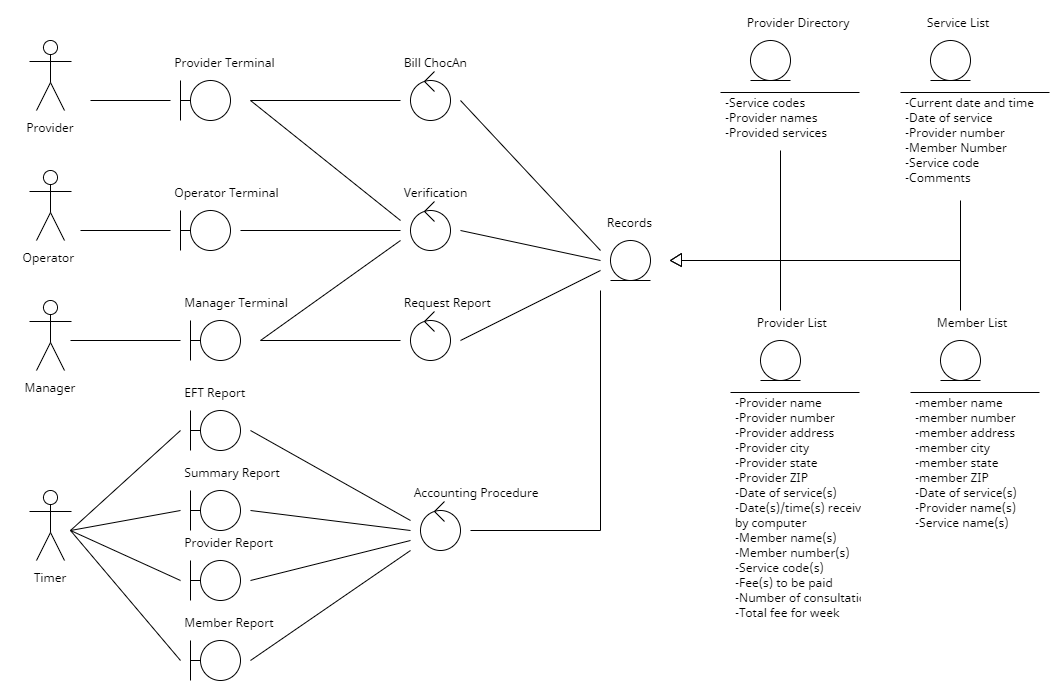 Provider Directory
Service List
Provider Terminal
Bill ChocAn
-Service codes
-Provider names
-Provided services
-Current date and time
-Date of service
-Provider number
-Member Number
-Service code
-Comments
Provider
Operator Terminal
Verification
Records
Operator
Manager Terminal
Request Report
Provider List
Member List
Manager
EFT Report
-Provider name
-Provider number
-Provider address
-Provider city
-Provider state
-Provider ZIP
-Date of service(s)
-Date(s)/time(s) receiv
by computer
-Member name(s)
-Member number(s)
-Service code(s)
-Fee(s) to be paid
-Number of consultati
-Total fee for week
-member name
-member number
-member address
-member city
-member state
-member ZIP
-Date of service(s)
-Provider name(s)
-Service name(s)
Summary Report
Accounting Procedure
Provider Report
Timer
Member Report